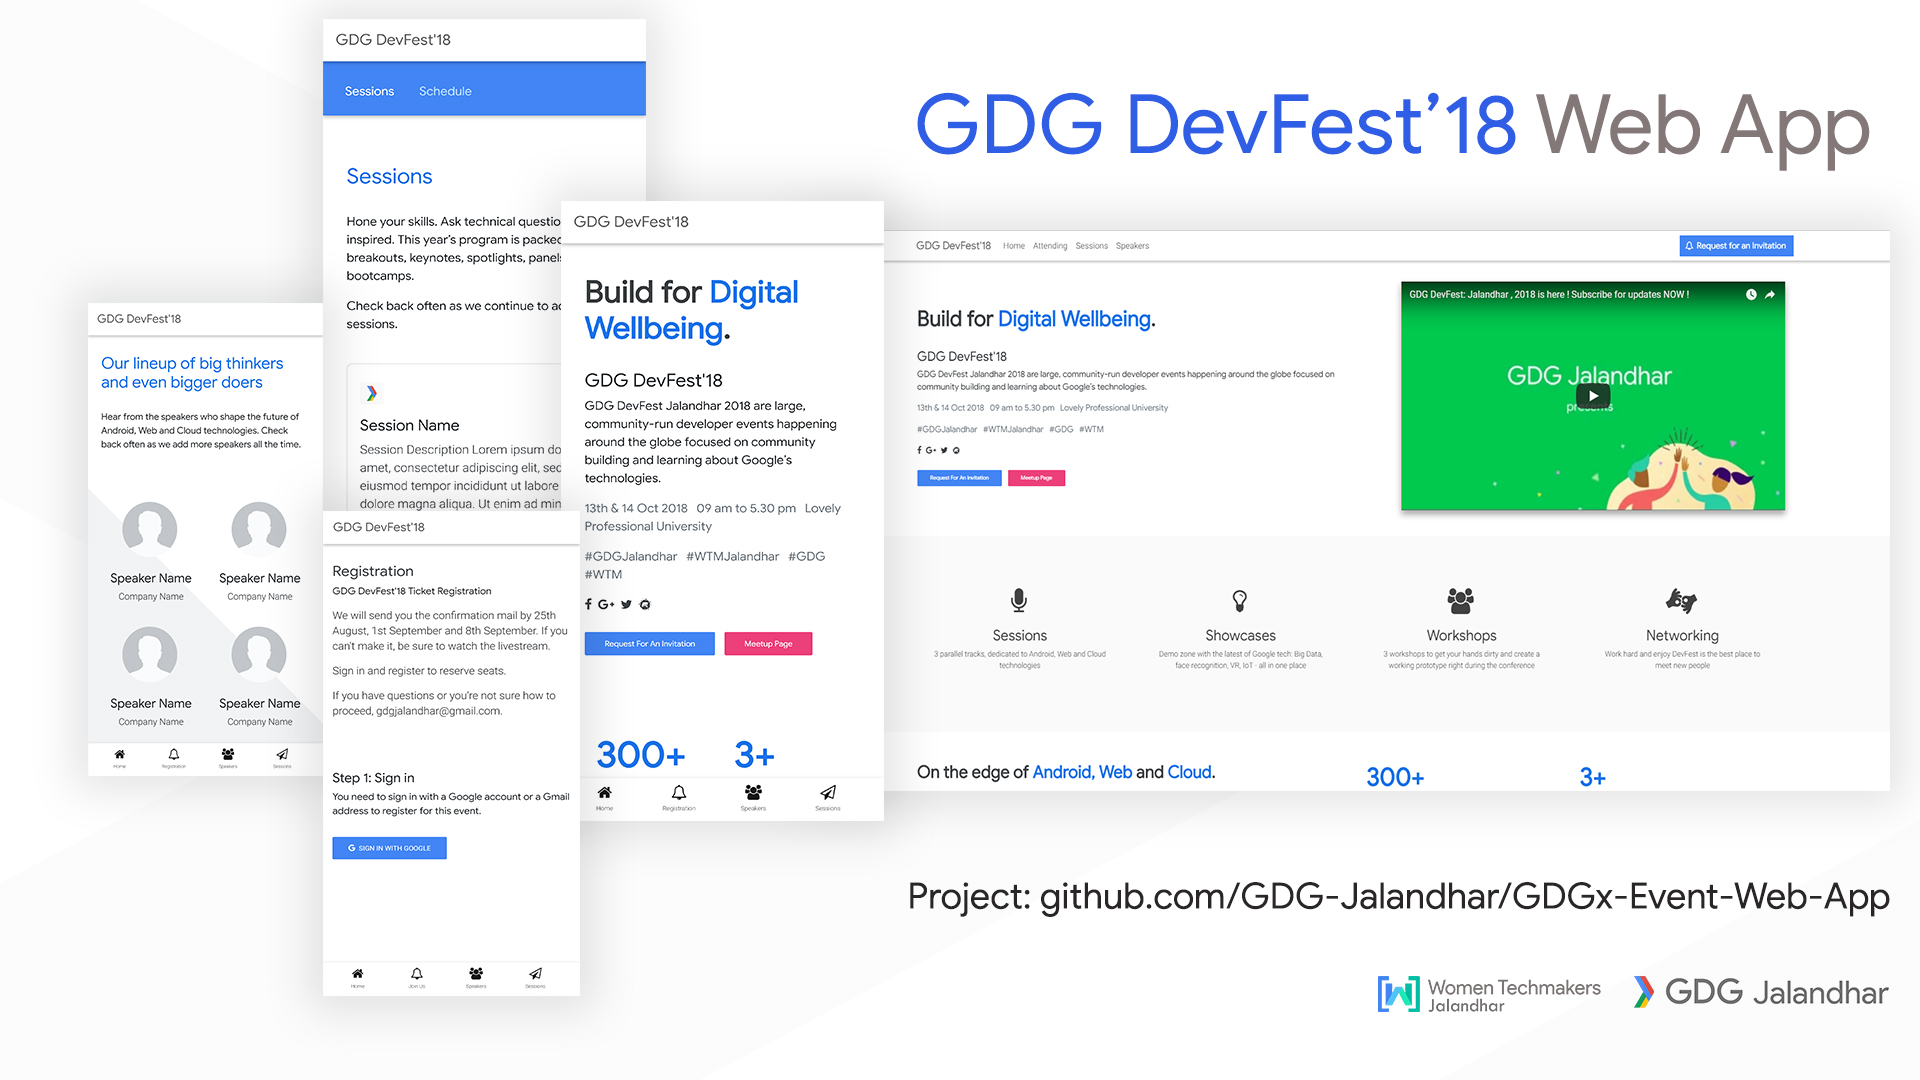 GDG DevFest'18
Sessions Schedule
Sessions
Hone your skills. Ask technical questio
inspired. This year's program is packed
breakouts, keynotes, spotlights, panels
bootcamps.
Check back often as we continue to ad
sessions.
Session Name
Session Description Lorem ipsum do
amet, consectetur adipiscing elit, sed
eiusmod tempor incididunt ut labore
dolore magna aliqua. Ut enim ad min
GDG DevFest'18
Our lineup of big thinkers
and even bigger doers
Hear from the speakers who shape the future of
Android, Web and Cloud technologies. Check
back often as we add more speakers all the time.
Speaker Name Speaker Name
Company Name Company Name
Speaker Name Speaker Name
Company Name Company Name
Home Registration Speakers Sessions
GDG DevFest'18
Registration
GDG DevFest'18 Ticket Registration
We will send you the confirmation mail by 25th
August, 1st September and 8th September. If you
can't make it, be sure to watch the livestream.
Sign in and register to reserve seats.
If you have questions or you're not sure how to
proceed, gdgjalandhar@gmail.com.
Step 1: Sign in
You need to sign in with a Google account or a Gmail
address to register for this event.
G SIGN IN WITH GOOGLE
Home Join Us Speakers Sessions
GDG DevFest'18
Build for Digital
Wellbeing.
GDG DevFest'18
GDG DevFest Jalandhar 2018 are large,
community-run developer events happening
around the globe focused on community
building and learning about Google's
technologies.
13th & 14 Oct 2018 09 am to 5.30 pm Lovely
Professional University
#GDGJalandhar #WTMJalandhar #GDG
#WTM
Request For An Invitation Meetup Page
300+ 3+
Home Registration Speakers Sessions
GDG DevFest'18 Web App
GDG DevFest'18 Home Attending Sessions Speakers Request for an Invitation
Build for Digital Wellbeing.
GDG DevFest'18
GDG DevFest Jalandhar 2018 are large, community-run developer events happening around the globe focused on
community building and learning about Google's technologies.
13th & 14 Oct 2018 09 am to 5.30 pm Lovely Professional University
#GDGJalandhar #WTMJalandhar #GDG #WTM
Request For An Invitation Meetup Page
GDG DevFest: Jalandhar , 2018 is here ! Subscribe for updates NOW !
GDG Jalandhar
presents
Sessions
3 parallel tracks, dedicated to Android, Web and Cloud
technologies
Showcases
Demo zone with the latest of Google tech: Big Data,
face recognition, VR, IoT - all in one place
Workshops
3 workshops to get your hands dirty and create a
working prototype right during the conference
Networking
Work hard and enjoy DevFest is the best place to
meet new people
On the edge of Android, Web and Cloud. 300+ 3+
Project: github.com/GDG-Jalandhar/GDGx-Event-Web-App
Women Techmakers
Jalandhar
GDG Jalandhar